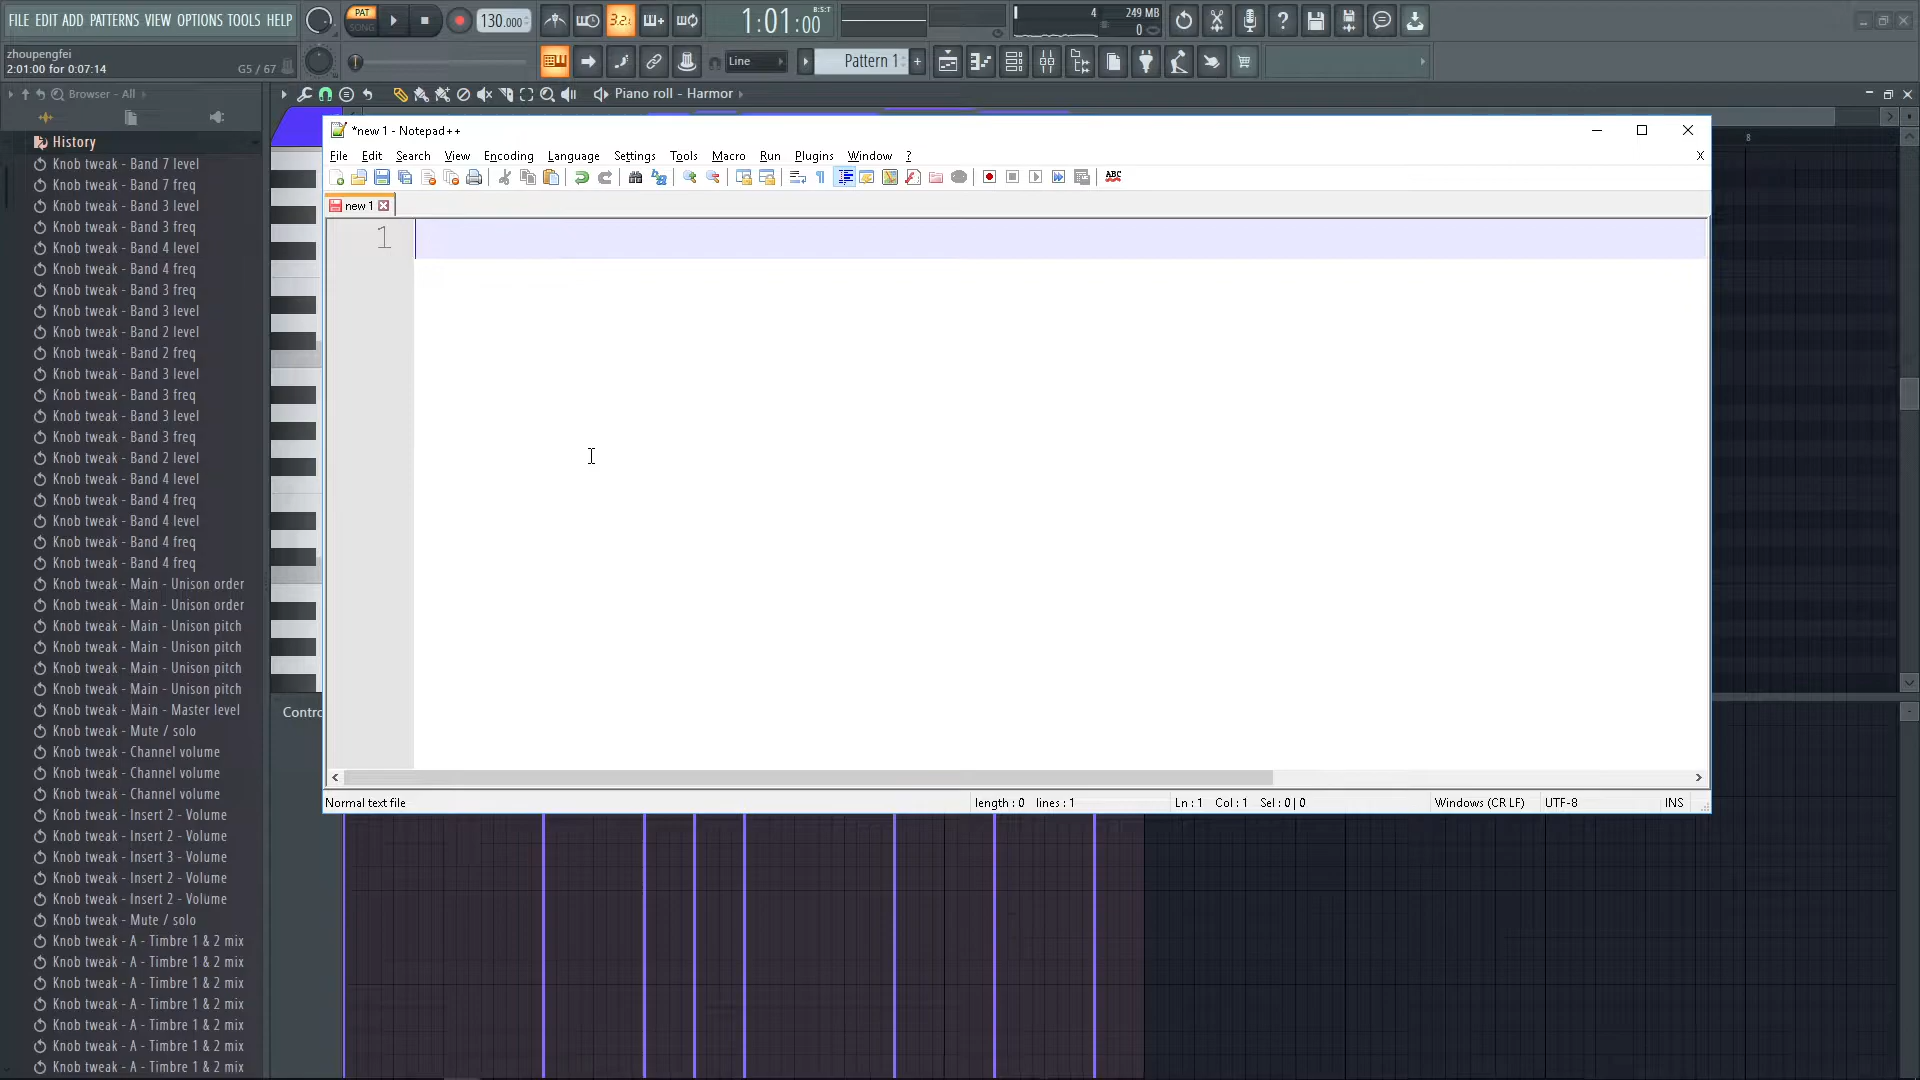 FILE EDIT ADD PATTERNS VIEW OPTIONS TOOLS HELP
PAT
SONG
130.000
3.2.
1:01:00
B:S:T
4
249 MB
0
zhoupengfei
2:01:00 for 0:07:14
G5 / 67
Line
Pattern 1
Browser - All
Piano roll - Harmor
History
Knob tweak - Band 7 level
Knob tweak - Band 7 freq
Knob tweak - Band 3 level
Knob tweak - Band 3 freq
Knob tweak - Band 4 level
Knob tweak - Band 4 freq
Knob tweak - Band 3 freq
Knob tweak - Band 3 level
Knob tweak - Band 2 level
Knob tweak - Band 2 freq
Knob tweak - Band 3 level
Knob tweak - Band 3 freq
Knob tweak - Band 3 level
Knob tweak - Band 3 freq
Knob tweak - Band 2 level
Knob tweak - Band 4 level
Knob tweak - Band 4 freq
Knob tweak - Band 4 level
Knob tweak - Band 4 freq
Knob tweak - Band 4 freq
Knob tweak - Main - Unison order
Knob tweak - Main - Unison order
Knob tweak - Main - Unison pitch
Knob tweak - Main - Unison pitch
Knob tweak - Main - Unison pitch
Knob tweak - Main - Unison pitch
Knob tweak - Main - Master level
Knob tweak - Mute / solo
Knob tweak - Channel volume
Knob tweak - Channel volume
Knob tweak - Channel volume
Knob tweak - Insert 2 - Volume
Knob tweak - Insert 2 - Volume
Knob tweak - Insert 3 - Volume
Knob tweak - Insert 2 - Volume
Knob tweak - Insert 2 - Volume
Knob tweak - Mute / solo
Knob tweak - A - Timbre 1 & 2 mix
Knob tweak - A - Timbre 1 & 2 mix
Knob tweak - A - Timbre 1 & 2 mix
Knob tweak - A - Timbre 1 & 2 mix
Knob tweak - A - Timbre 1 & 2 mix
Knob tweak - A - Timbre 1 & 2 mix
Knob tweak - A - Timbre 1 & 2 mix
*new 1 - Notepad++
File Edit Search View Encoding Language Settings Tools Macro Run Plugins Window ?
X
ABC
new 1
1
8
Contro
Normal text file
length : 0 lines : 1
Ln : 1 Col : 1 Sel : 0 | 0
Windows (CR LF)
UTF-8
INS